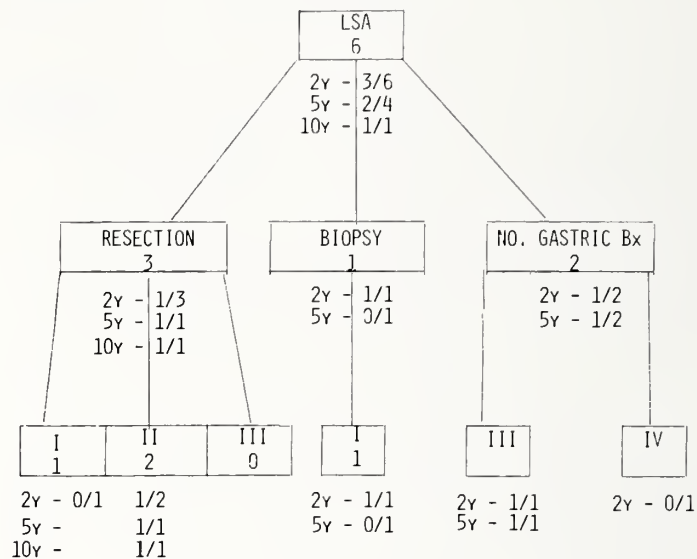 LSA
6
2Y - 3/6
5Y - 2/4
10Y - 1/1
RESECTION
3
BIOPSY
1
NO. GASTRIC Bx
2
2Y - 1/3
5Y - 1/1
10Y - 1/1
2Y - 1/1
5Y - 0/1
2Y - 1/2
5Y - 1/2
I
1
II
2
III
0
I
1
III
IV
2Y - 0/1 1/2
5Y - 1/1
10Y - 1/1
2Y - 1/1
5Y - 0/1
2Y - 1/1
5Y - 1/1
2Y - 0/1